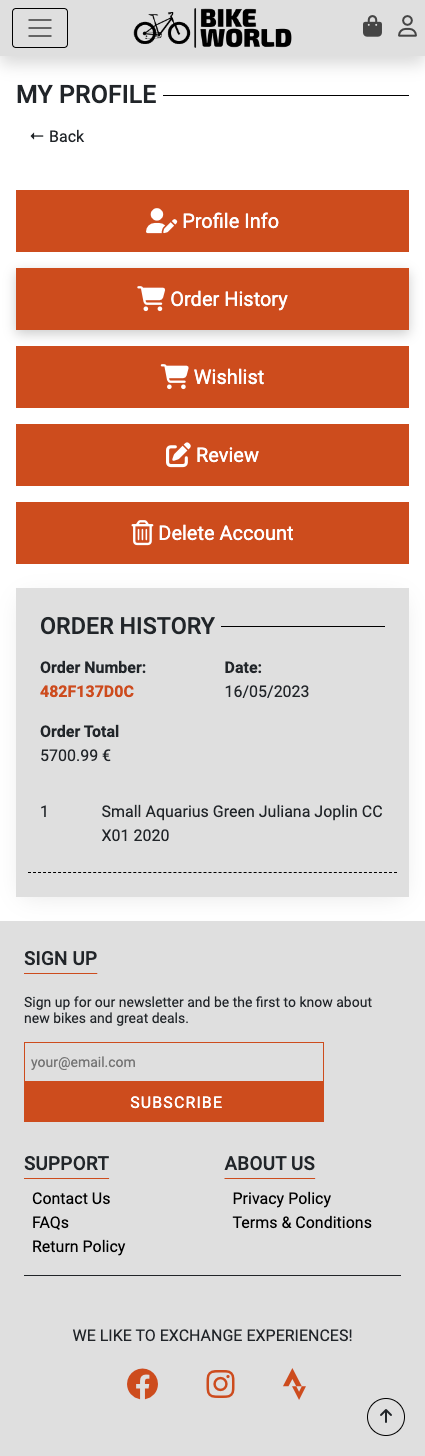 BIKE
WORLD
MY PROFILE
← Back
Profile Info
Order History
Wishlist
Review
Delete Account
ORDER HISTORY
Order Number:
482F137D0C
Date:
16/05/2023
Order Total
5700.99 €
1 Small Aquarius Green Juliana Joplin CC
X01 2020
SIGN UP
Sign up for our newsletter and be the first to know about
new bikes and great deals.
your@email.com
SUBSCRIBE
SUPPORT
Contact Us
FAQs
Return Policy
ABOUT US
Privacy Policy
Terms & Conditions
WE LIKE TO EXCHANGE EXPERIENCES!